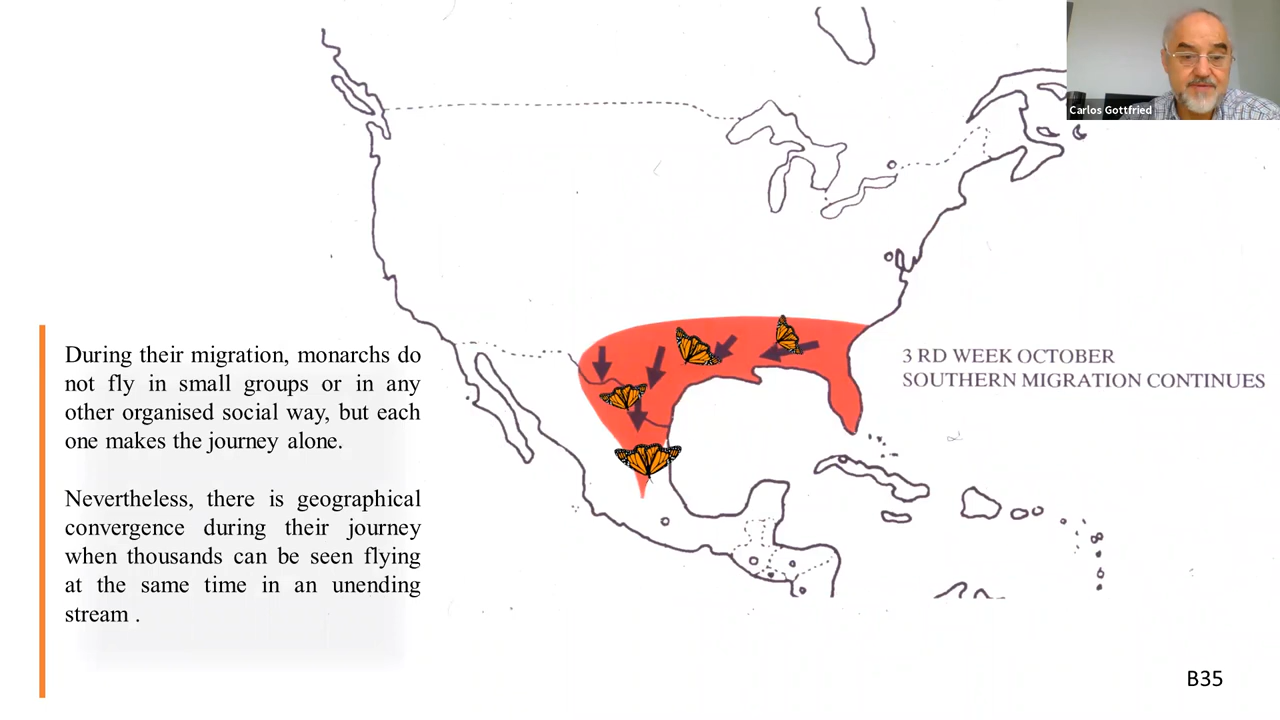 Carlos Gottfried
3 RD WEEK OCTOBER
SOUTHERN MIGRATION CONTINUES
During their migration, monarchs do
not fly in small groups or in any
other organised social way, but each
one makes the journey alone.
Nevertheless, there is geographical
convergence during their journey
when thousands can be seen flying
at the same time in an unending
stream .
B35